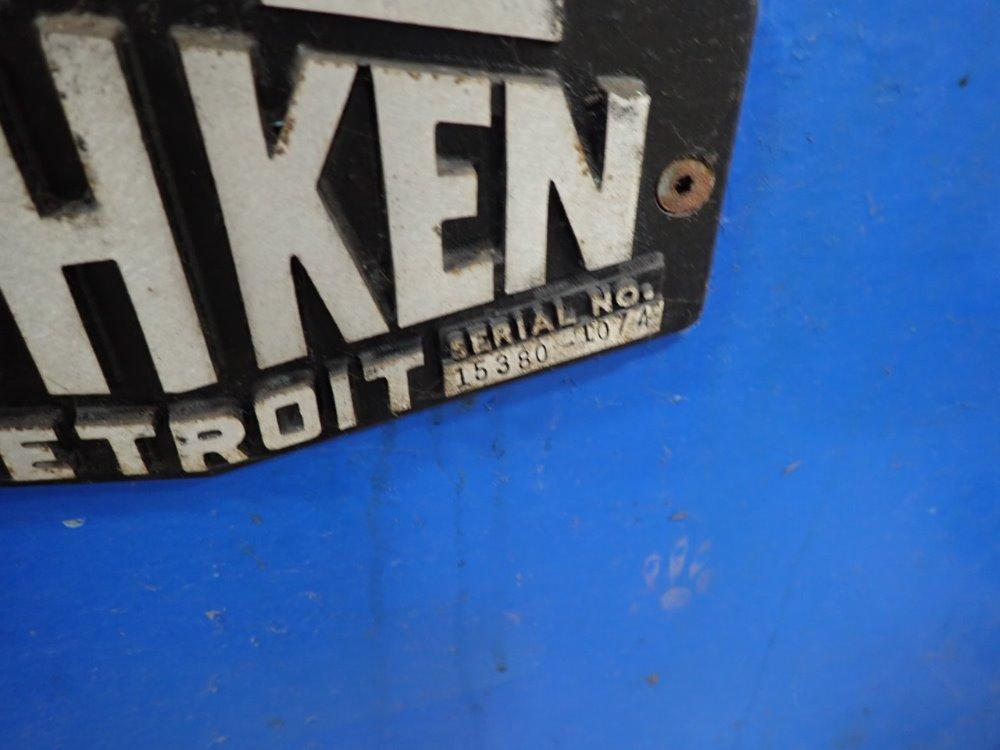 HKEN
SERIAL NO.
15380-1074
ETROIT